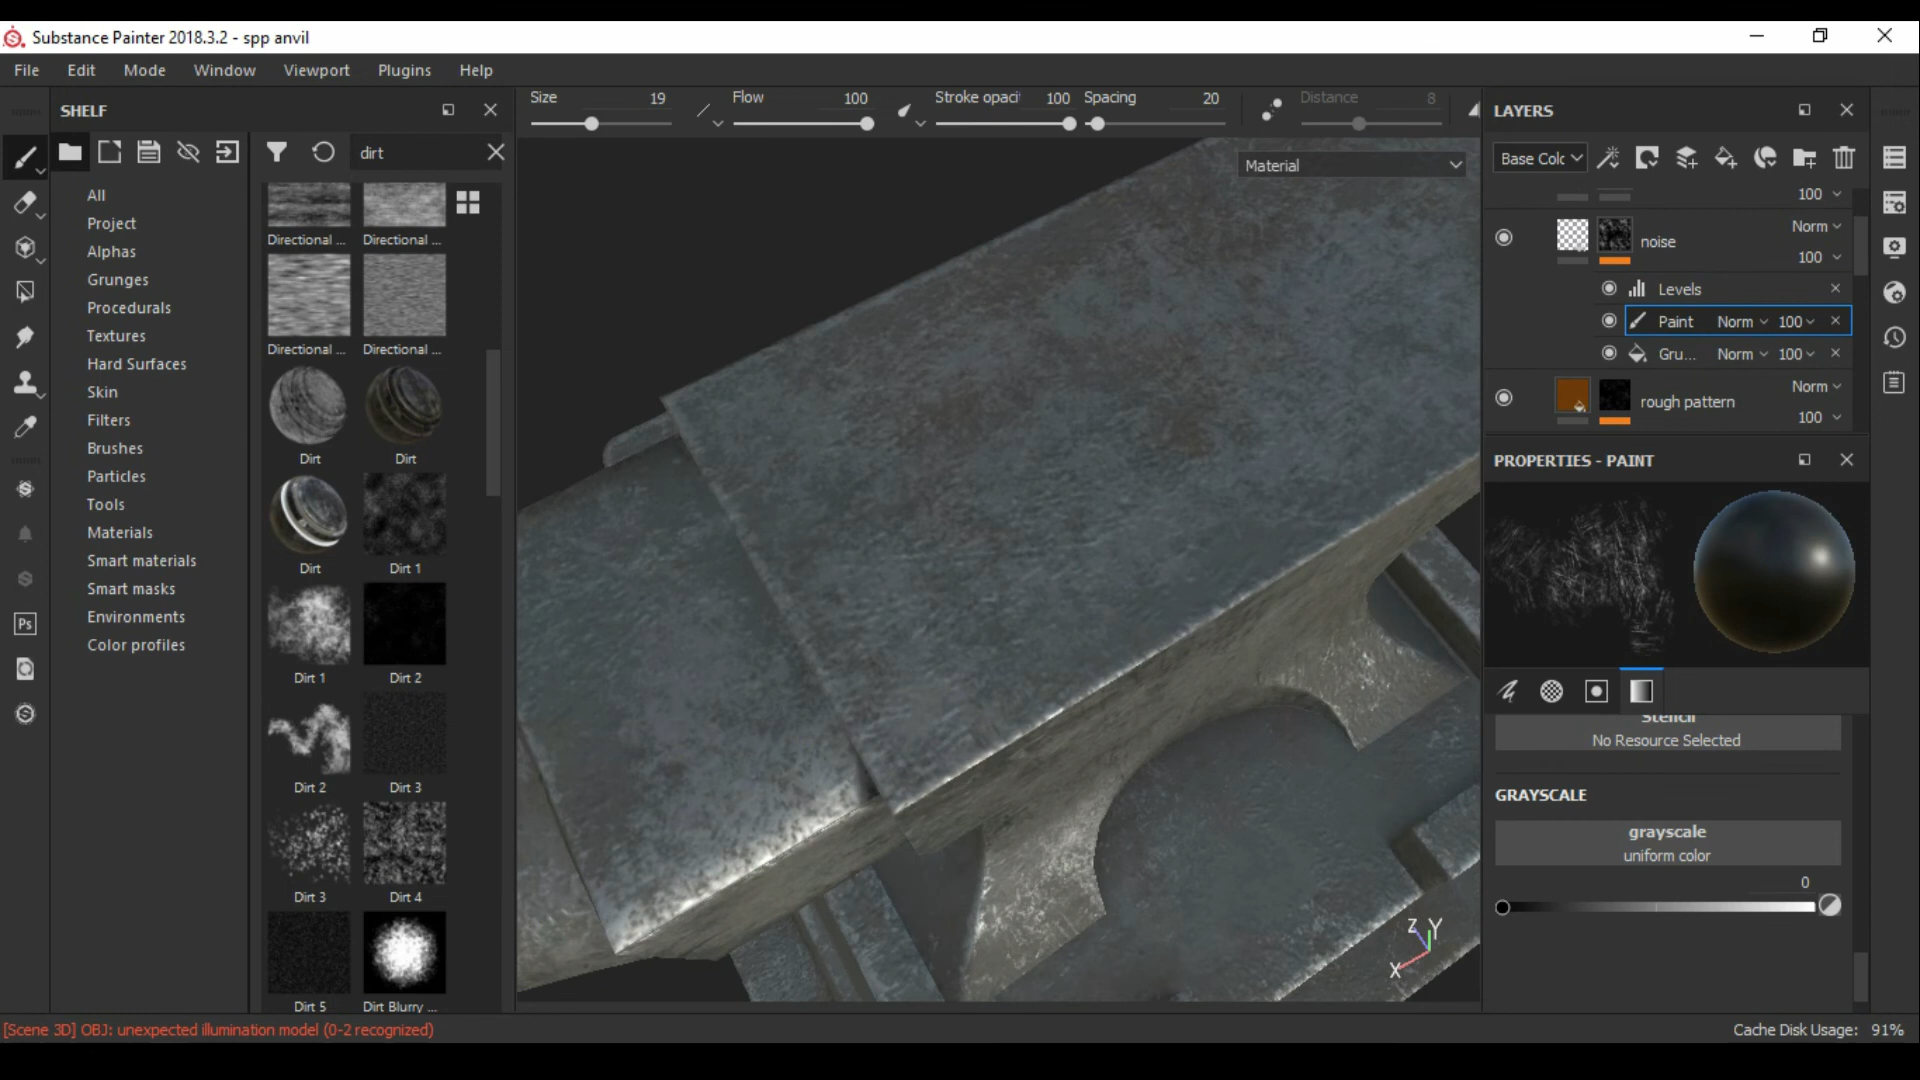 Substance Painter 2018.3.2 - spp anvil
File Edit Mode Window Viewport Plugins Help
SHELF
Size 19 Flow 100 Stroke opaci 100 Spacing 20 Distance 8
LAYERS
dirt
Material
Base Colc
All
Project
Alphas
Grunges
Procedurals
Textures
Hard Surfaces
Skin
Filters
Brushes
Particles
Tools
Materials
Smart materials
Smart masks
Environments
Color profiles
Directional ... Directional ...
Directional ... Directional ...
Dirt Dirt
Dirt Dirt 1
Dirt 1 Dirt 2
Dirt 2 Dirt 3
Dirt 3 Dirt 4
Dirt 5 Dirt Blurry ...
100
Norm
noise
100
Levels
Paint Norm 100
Gru... Norm 100
Norm
rough pattern
100
PROPERTIES - PAINT
Stencil
No Resource Selected
GRAYSCALE
grayscale
uniform color
0
Z Y
X
Ps
[Scene 3D] OBJ: unexpected illumination model (0-2 recognized)
Cache Disk Usage: 91%